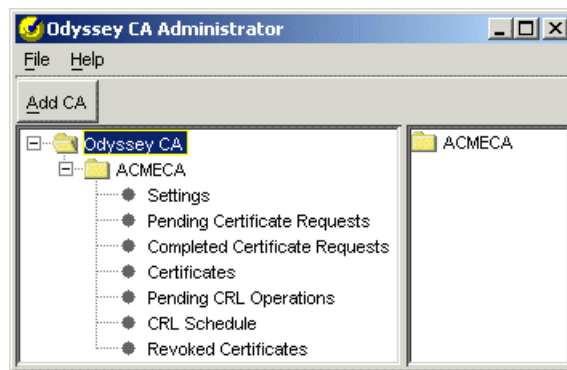 Odyssey CA Administrator
File Help
Add CA
Odyssey CA
ACMECA
Settings
Pending Certificate Requests
Completed Certificate Requests
Certificates
Pending CRL Operations
CRL Schedule
Revoked Certificates
ACMECA